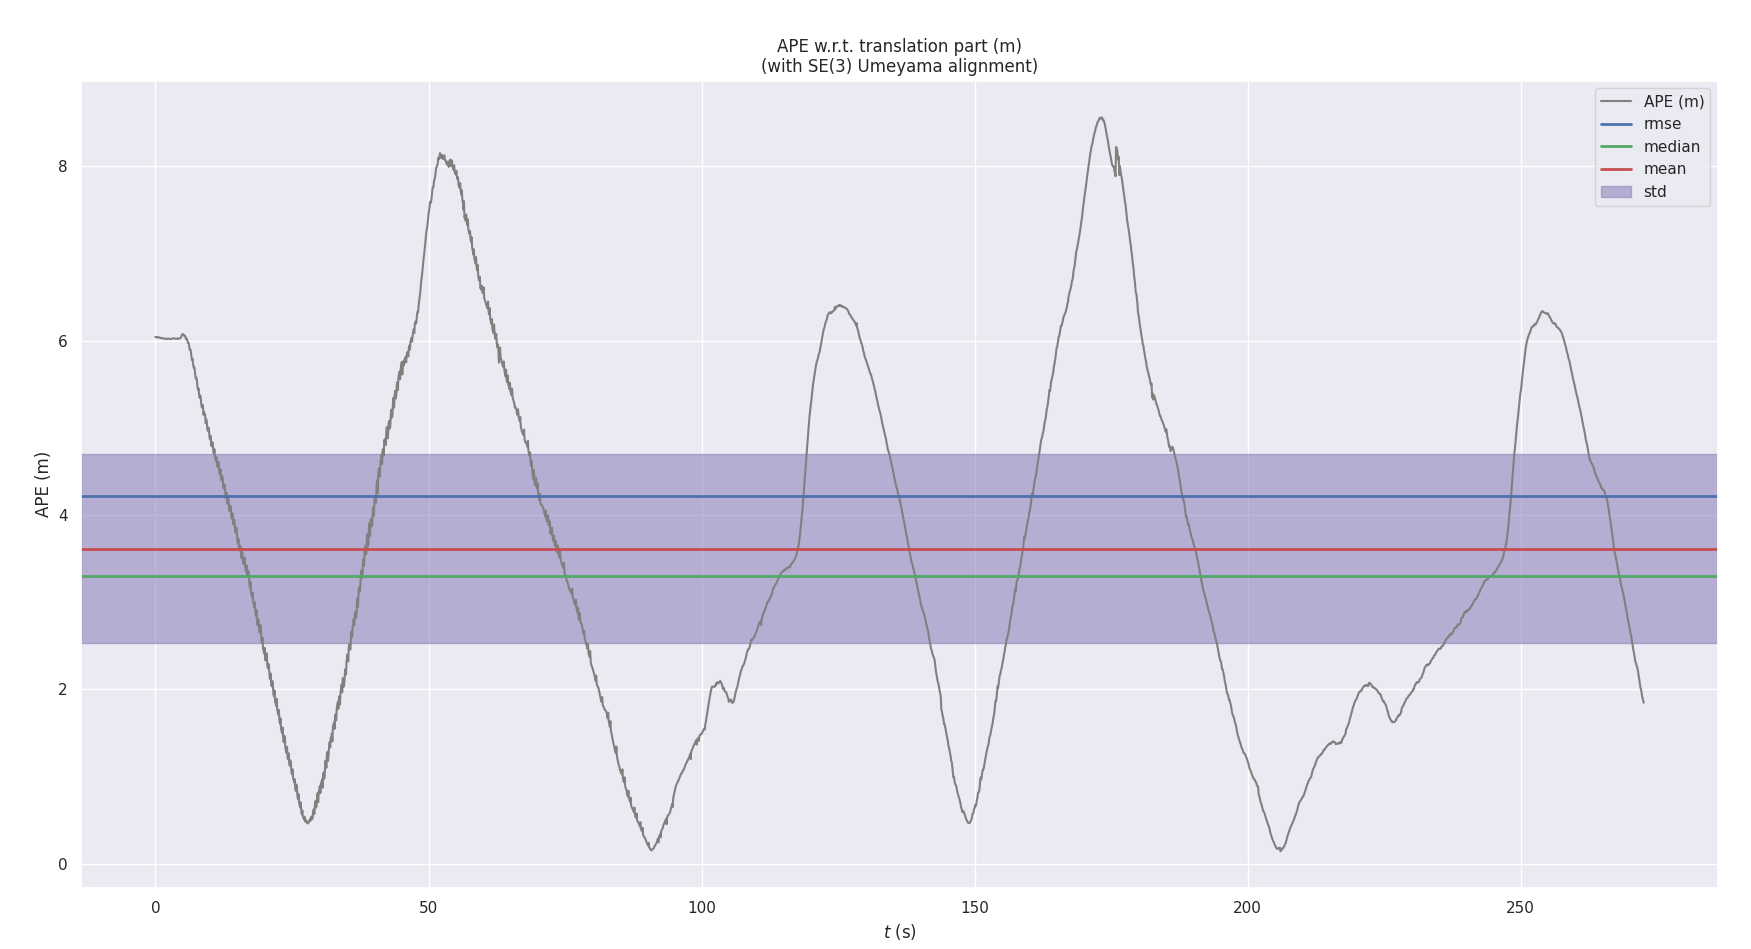 APE w.r.t. translation part (m)
(with SE(3) Umeyama alignment)
APE (m)
rmse
median
mean
std
APE (m)
8
6
4
2
0
0
50
100
150
200
250
t (s)